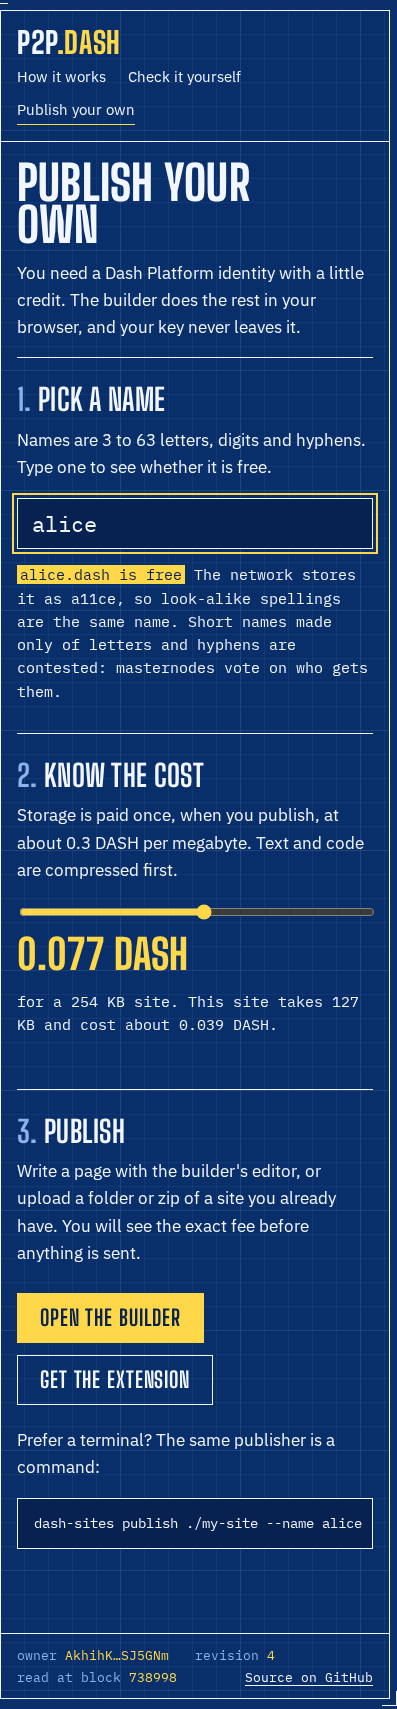 P2P.DASH
How it works Check it yourself
Publish your own
PUBLISH YOUR
OWN
You need a Dash Platform identity with a little
credit. The builder does the rest in your
browser, and your key never leaves it.
1. PICK A NAME
Names are 3 to 63 letters, digits and hyphens.
Type one to see whether it is free.
alice
alice.dash is free The network stores
it as a11ce, so look-alike spellings
are the same name. Short names made
only of letters and hyphens are
contested: masternodes vote on who gets
them.
2. KNOW THE COST
Storage is paid once, when you publish, at
about 0.3 DASH per megabyte. Text and code
are compressed first.
0.077 DASH
for a 254 KB site. This site takes 127
KB and cost about 0.039 DASH.
3. PUBLISH
Write a page with the builder's editor, or
upload a folder or zip of a site you already
have. You will see the exact fee before
anything is sent.
OPEN THE BUILDER
GET THE EXTENSION
Prefer a terminal? The same publisher is a
command:
dash-sites publish ./my-site --name alice
owner AkhihK…SJ5GNm revision 4
read at block 738998 Source on GitHub